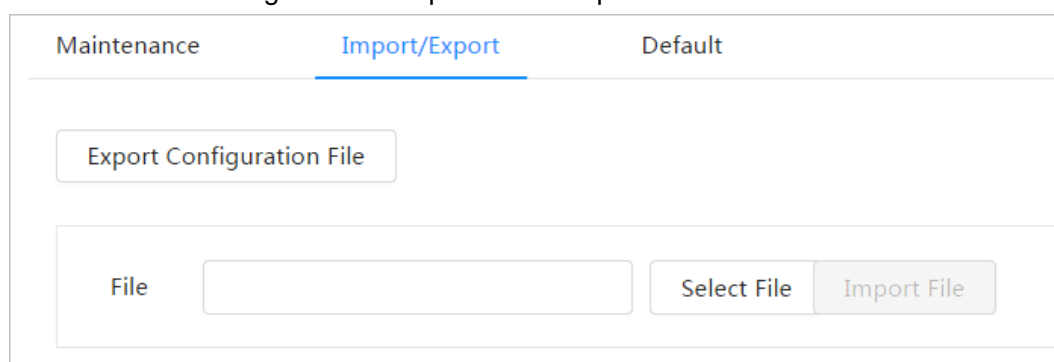 Maintenance Import/Export Default
Export Configuration File
File Select File Import File